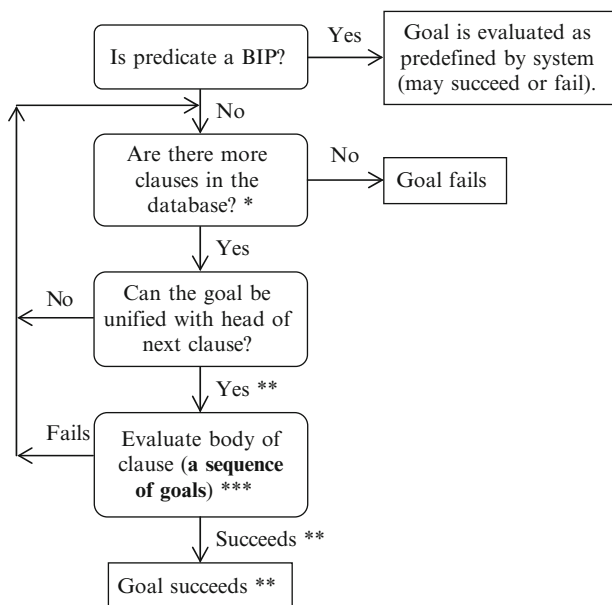 Is predicate a BIP?
Yes
Goal is evaluated as
predefined by system
(may succeed or fail).
No
Are there more
clauses in the
database? *
No
Goal fails
Yes
Can the goal be
unified with head of
next clause?
No
Yes **
Fails
Evaluate body of
clause (a sequence
of goals) ***
Succeeds **
Goal succeeds **